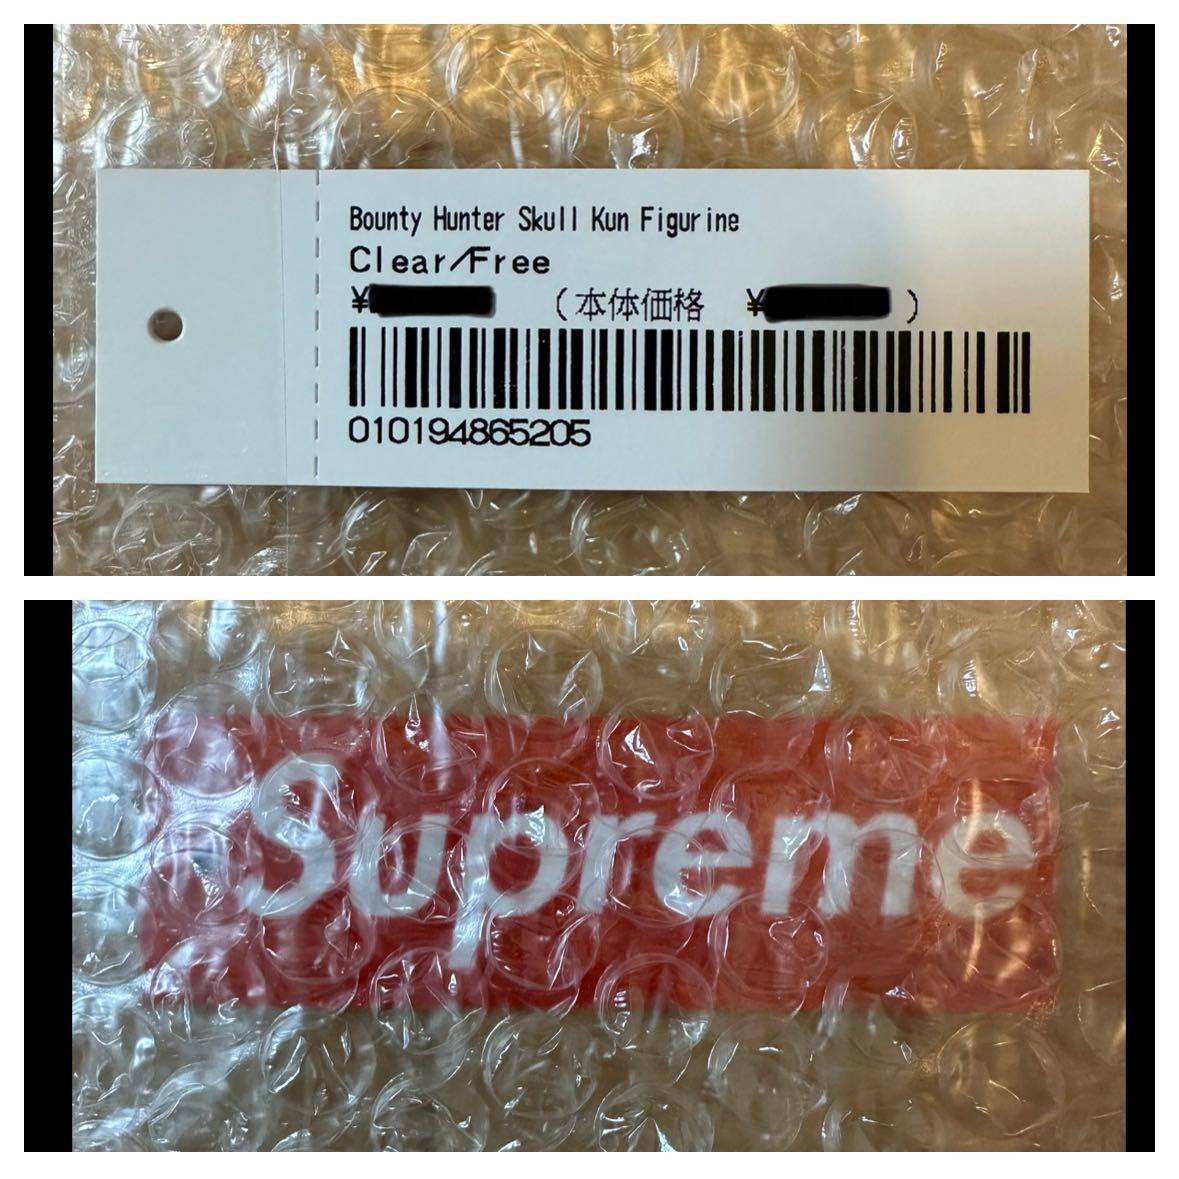 Bounty Hunter Skull Kun Figurine
Clear/Free
¥ (本体価格 ¥ )
010194865205
Supreme